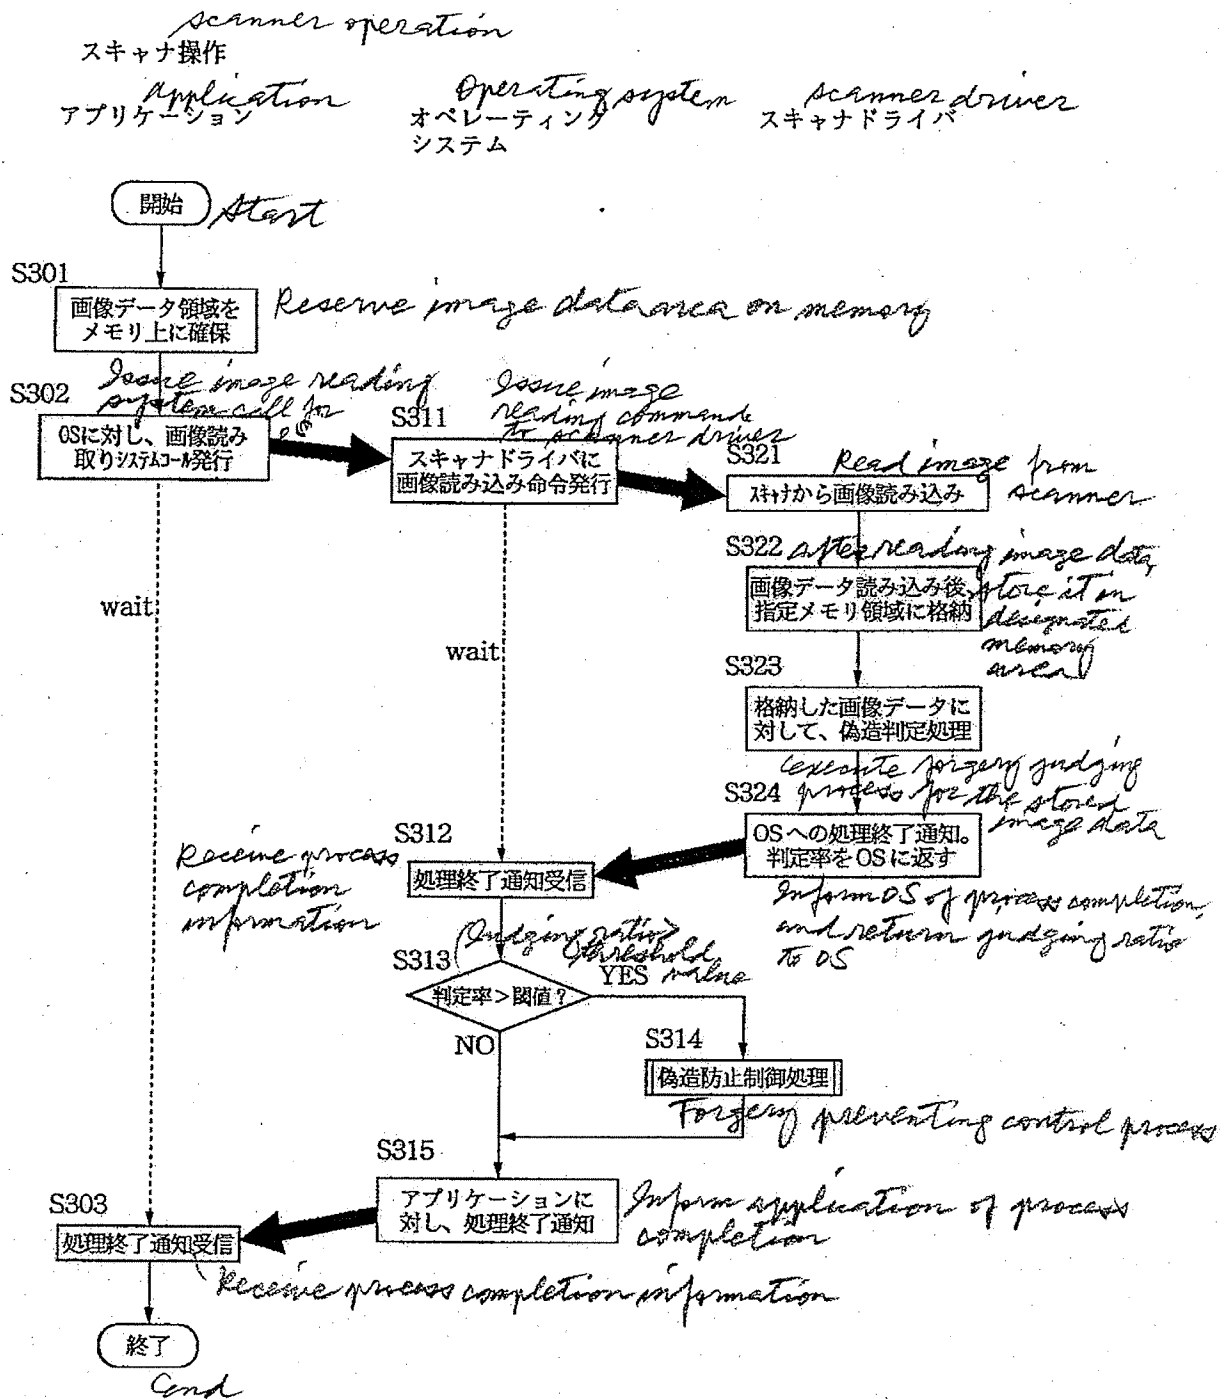 scanner operation
スキャナ操作
application
アプリケーション
Operating system
オペレーティング
システム
scanner driver
スキャナドライバ
開始
Start
S301
画像データ領域を
メモリ上に確保
Reserve image data area on memory
S302
Issue image reading
system call for
OSに対し、画像読み
取りシステムコール発行
S311
Issue image
reading command
to scanner driver
スキャナドライバに
画像読み込み命令発行
S321
Read image from
scanner
スキャナから画像読み込み
S322
After reading image data,
store it in
designated
memory
area
画像データ読み込み後、
指定メモリ領域に格納
wait
wait
S323
格納した画像データに
対して、偽造判定処理
execute forgery judging
process for the stored
image data
S324
OSへの処理終了通知。
判定率をOSに返す
Inform OS of process completion,
and return judging ratio
to OS
S312
Receive process
completion
information
処理終了通知受信
S313
(Judging ratio >
threshold
value
判定率>閾値?
YES
NO
S314
偽造防止制御処理
Forgery preventing control process
S315
アプリケーションに
対し、処理終了通知
Inform application of process
completion
S303
処理終了通知受信
Receive process completion information
終了
End